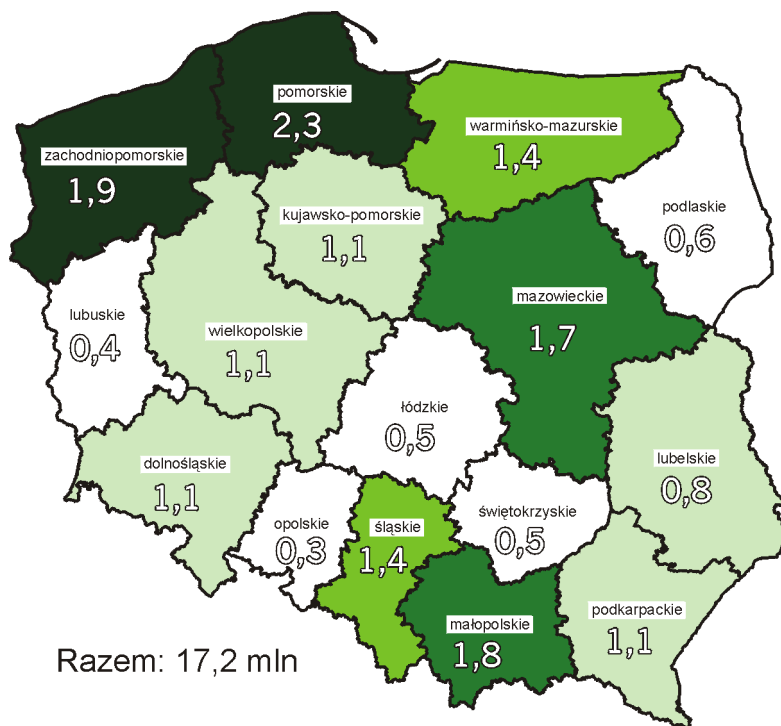 pomorskie
2,3
warmińsko-mazurskie
1,4
zachodniopomorskie
1,9
kujawsko-pomorskie
1,1
podlaskie
0,6
mazowieckie
1,7
lubuskie
0,4
wielkopolskie
1,1
łódzkie
0,5
dolnośląskie
1,1
lubelskie
0,8
opolskie
0,3
śląskie
1,4
świętokrzyskie
0,5
małopolskie
1,8
podkarpackie
1,1
Razem: 17,2 mln